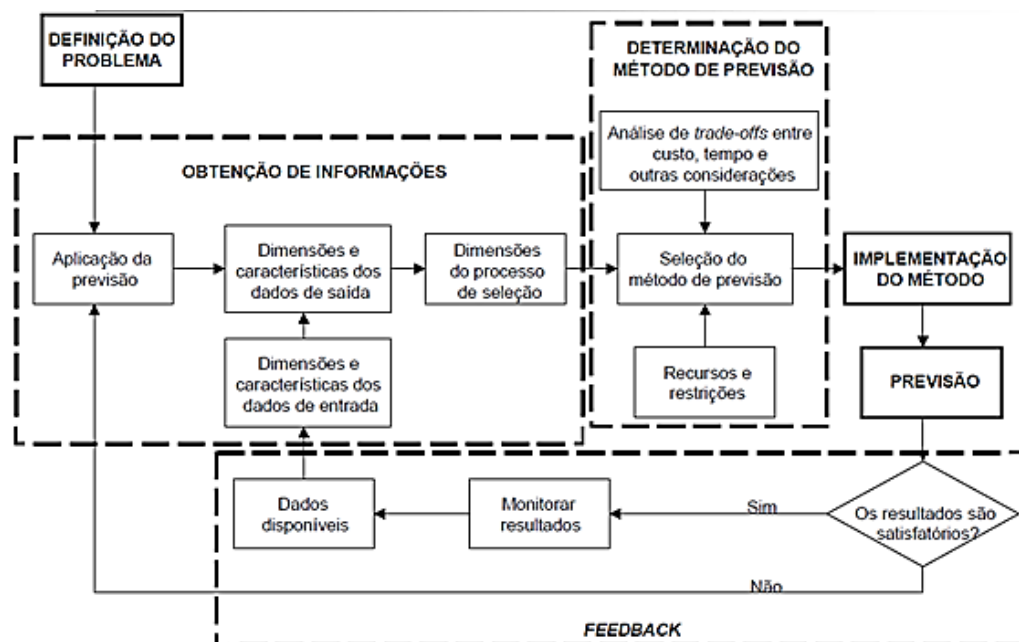 DEFINIÇÃO DO
PROBLEMA
DETERMINAÇÃO DO
MÉTODO DE PREVISÃO
Análise de trade-offs entre
custo, tempo e
outras considerações
OBTENÇÃO DE INFORMAÇÕES
Aplicação da
previsão
Dimensões e
características dos
dados de saída
Dimensões
do processo
de seleção
Seleção do
método de previsão
IMPLEMENTAÇÃO
DO MÉTODO
Dimensões e
características dos
dados de entrada
Recursos e
restrições
PREVISÃO
Dados
disponíveis
Monitorar
resultados
Sim
Os resultados são
satisfatórios?
Não
FEEDBACK